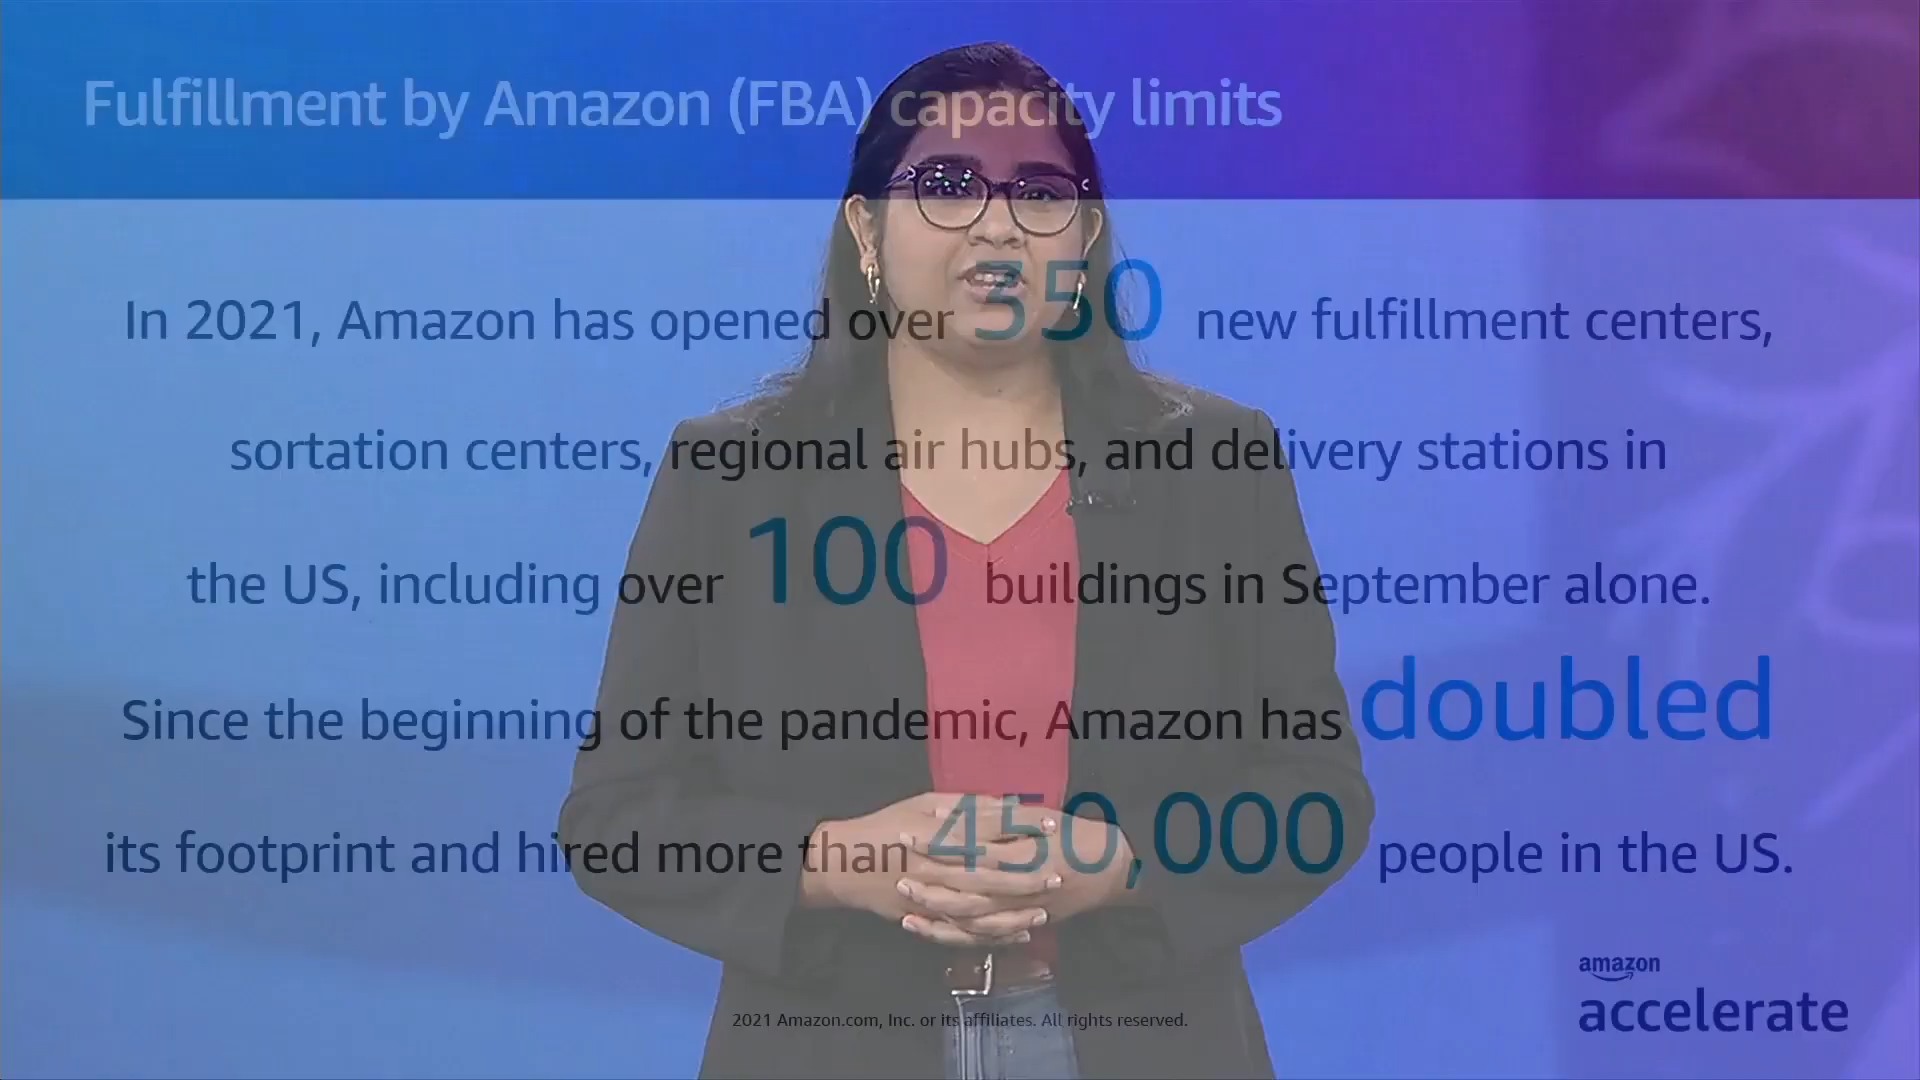 Fulfillment by Amazon (FBA) capacity limits
In 2021, Amazon has opened over 350 new fulfillment centers,
sortation centers, regional air hubs, and delivery stations in
the US, including over 100 buildings in September alone.
Since the beginning of the pandemic, Amazon has doubled
its footprint and hired more than 450,000 people in the US.
amazon
accelerate
2021 Amazon.com, Inc. or its affiliates. All rights reserved.